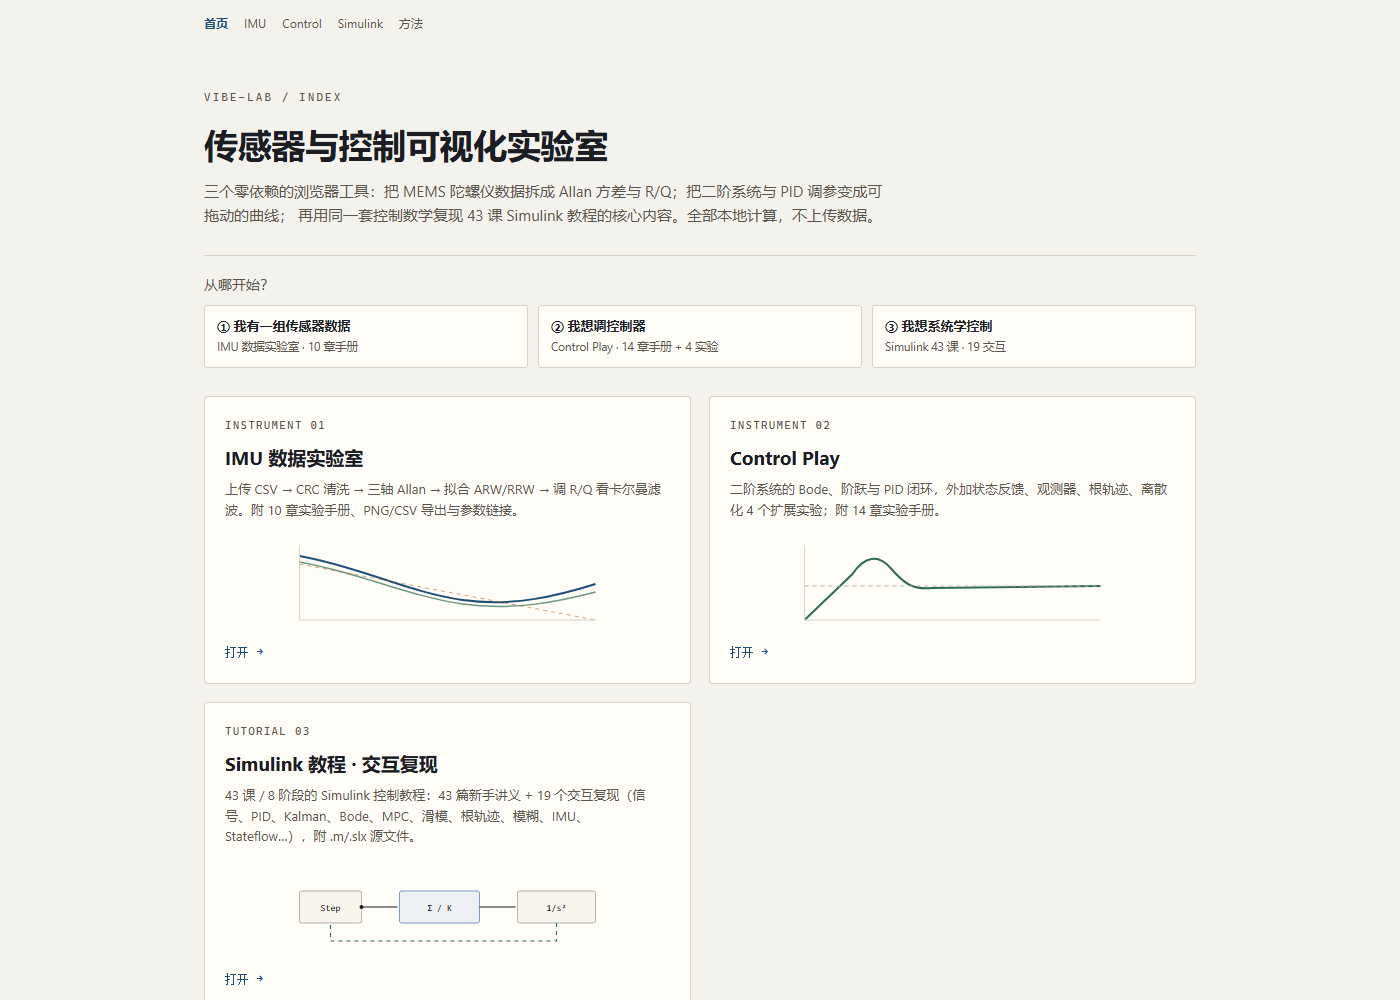 首页 IMU Control Simulink 方法
VIBE-LAB / INDEX
传感器与控制可视化实验室
三个零依赖的浏览器工具：把 MEMS 陀螺仪数据拆成 Allan 方差与 R/Q；把二阶系统与 PID 调参变成可
拖动的曲线； 再用同一套控制数学复现 43 课 Simulink 教程的核心内容。全部本地计算，不上传数据。
从哪开始？
① 我有一组传感器数据
IMU 数据实验室 · 10 章手册
② 我想调控制器
Control Play · 14 章手册 + 4 实验
③ 我想系统学控制
Simulink 43 课 · 19 交互
INSTRUMENT 01
IMU 数据实验室
上传 CSV → CRC 清洗 → 三轴 Allan → 拟合 ARW/RRW → 调 R/Q 看卡尔曼滤
波。附 10 章实验手册、PNG/CSV 导出与参数链接。
打开 →
INSTRUMENT 02
Control Play
二阶系统的 Bode、阶跃与 PID 闭环，外加状态反馈、观测器、根轨迹、离散
化 4 个扩展实验；附 14 章实验手册。
打开 →
TUTORIAL 03
Simulink 教程 · 交互复现
43 课 / 8 阶段的 Simulink 控制教程：43 篇新手讲义 + 19 个交互复现（信
号、PID、Kalman、Bode、MPC、滑模、根轨迹、模糊、IMU、
Stateflow…），附 .m/.slx 源文件。
Step Σ / K 1/s²
打开 →